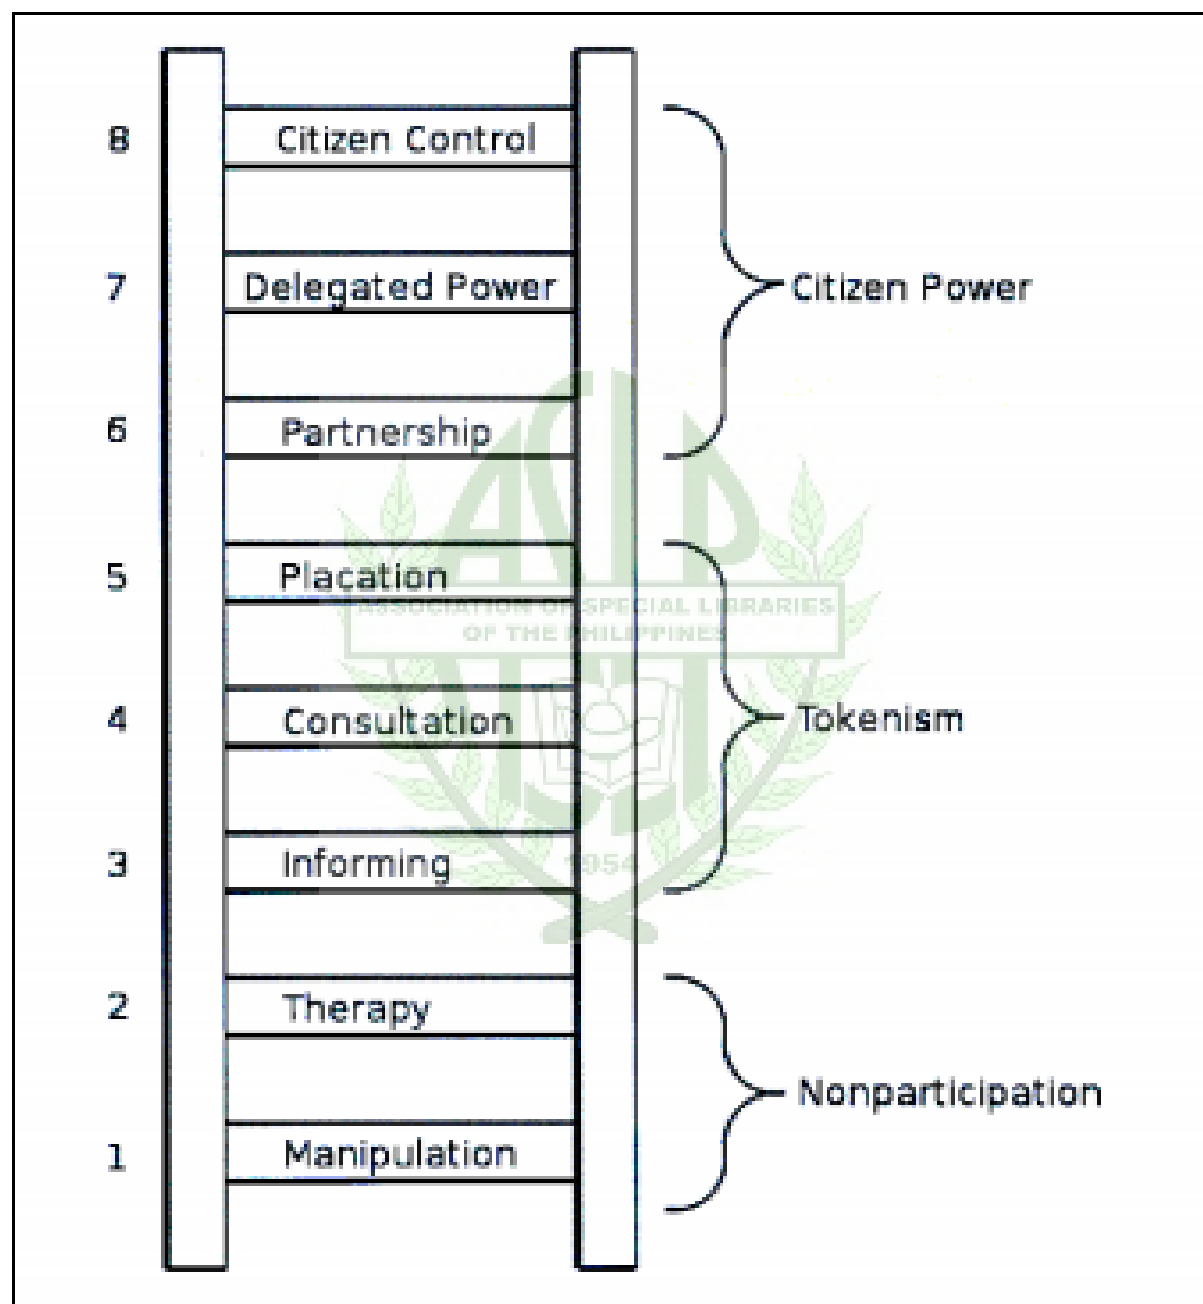 8 Citizen Control
7 Delegated Power
Citizen Power
6 Partnership
5 Placation
ASSOCIATION OF SPECIAL LIBRARIES
OF THE PHILIPPINES
4 Consultation
Tokenism
3 Informing
1954
2 Therapy
Nonparticipation
1 Manipulation